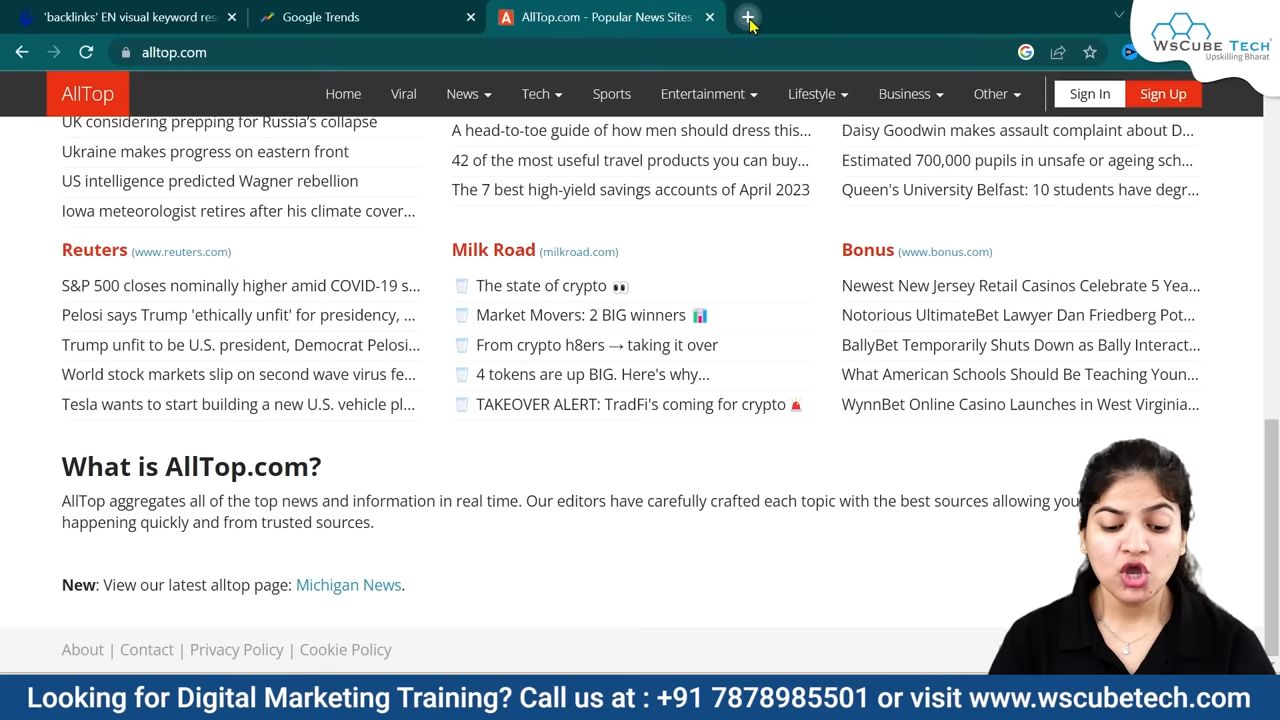 'backlinks' EN visual keyword res
Google Trends
AllTop.com - Popular News Sites
WSCUBE TECH
Upskilling Bharat
alltop.com
AllTop
Home
Viral
News
Tech
Sports
Entertainment
Lifestyle
Business
Other
Sign In
Sign Up
UK considering prepping for Russia's collapse
Ukraine makes progress on eastern front
US intelligence predicted Wagner rebellion
Iowa meteorologist retires after his climate cover...
A head-to-toe guide of how men should dress this...
42 of the most useful travel products you can buy...
The 7 best high-yield savings accounts of April 2023
Daisy Goodwin makes assault complaint about D...
Estimated 700,000 pupils in unsafe or ageing sch...
Queen's University Belfast: 10 students have degr...
Reuters (www.reuters.com)
S&P 500 closes nominally higher amid COVID-19 s...
Pelosi says Trump 'ethically unfit' for presidency, ...
Trump unfit to be U.S. president, Democrat Pelosi...
World stock markets slip on second wave virus fe...
Tesla wants to start building a new U.S. vehicle pl...
Milk Road (milkroad.com)
The state of crypto 👀
Market Movers: 2 BIG winners 📊
From crypto h8ers → taking it over
4 tokens are up BIG. Here's why...
TAKEOVER ALERT: TradFi's coming for crypto 🚨
Bonus (www.bonus.com)
Newest New Jersey Retail Casinos Celebrate 5 Yea...
Notorious UltimateBet Lawyer Dan Friedberg Pot...
BallyBet Temporarily Shuts Down as Bally Interact...
What American Schools Should Be Teaching Youn...
WynnBet Online Casino Launches in West Virginia...
What is AllTop.com?
AllTop aggregates all of the top news and information in real time. Our editors have carefully crafted each topic with the best sources allowing you
happening quickly and from trusted sources.
New: View our latest alltop page: Michigan News.
About | Contact | Privacy Policy | Cookie Policy
Looking for Digital Marketing Training? Call us at : +91 7878985501 or visit www.wscubetech.com